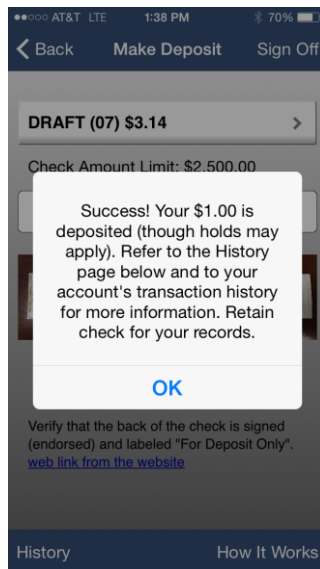 AT&T LTE 1:38 PM 70%
Back Make Deposit Sign Off
DRAFT (07) $3.14
Check Amount Limit: $2,500.00
Success! Your $1.00 is
deposited (though holds may
apply). Refer to the History
page below and to your
account's transaction history
for more information. Retain
check for your records.
OK
Verify that the back of the check is signed
(endorsed) and labeled "For Deposit Only".
web link from the website
History How It Works